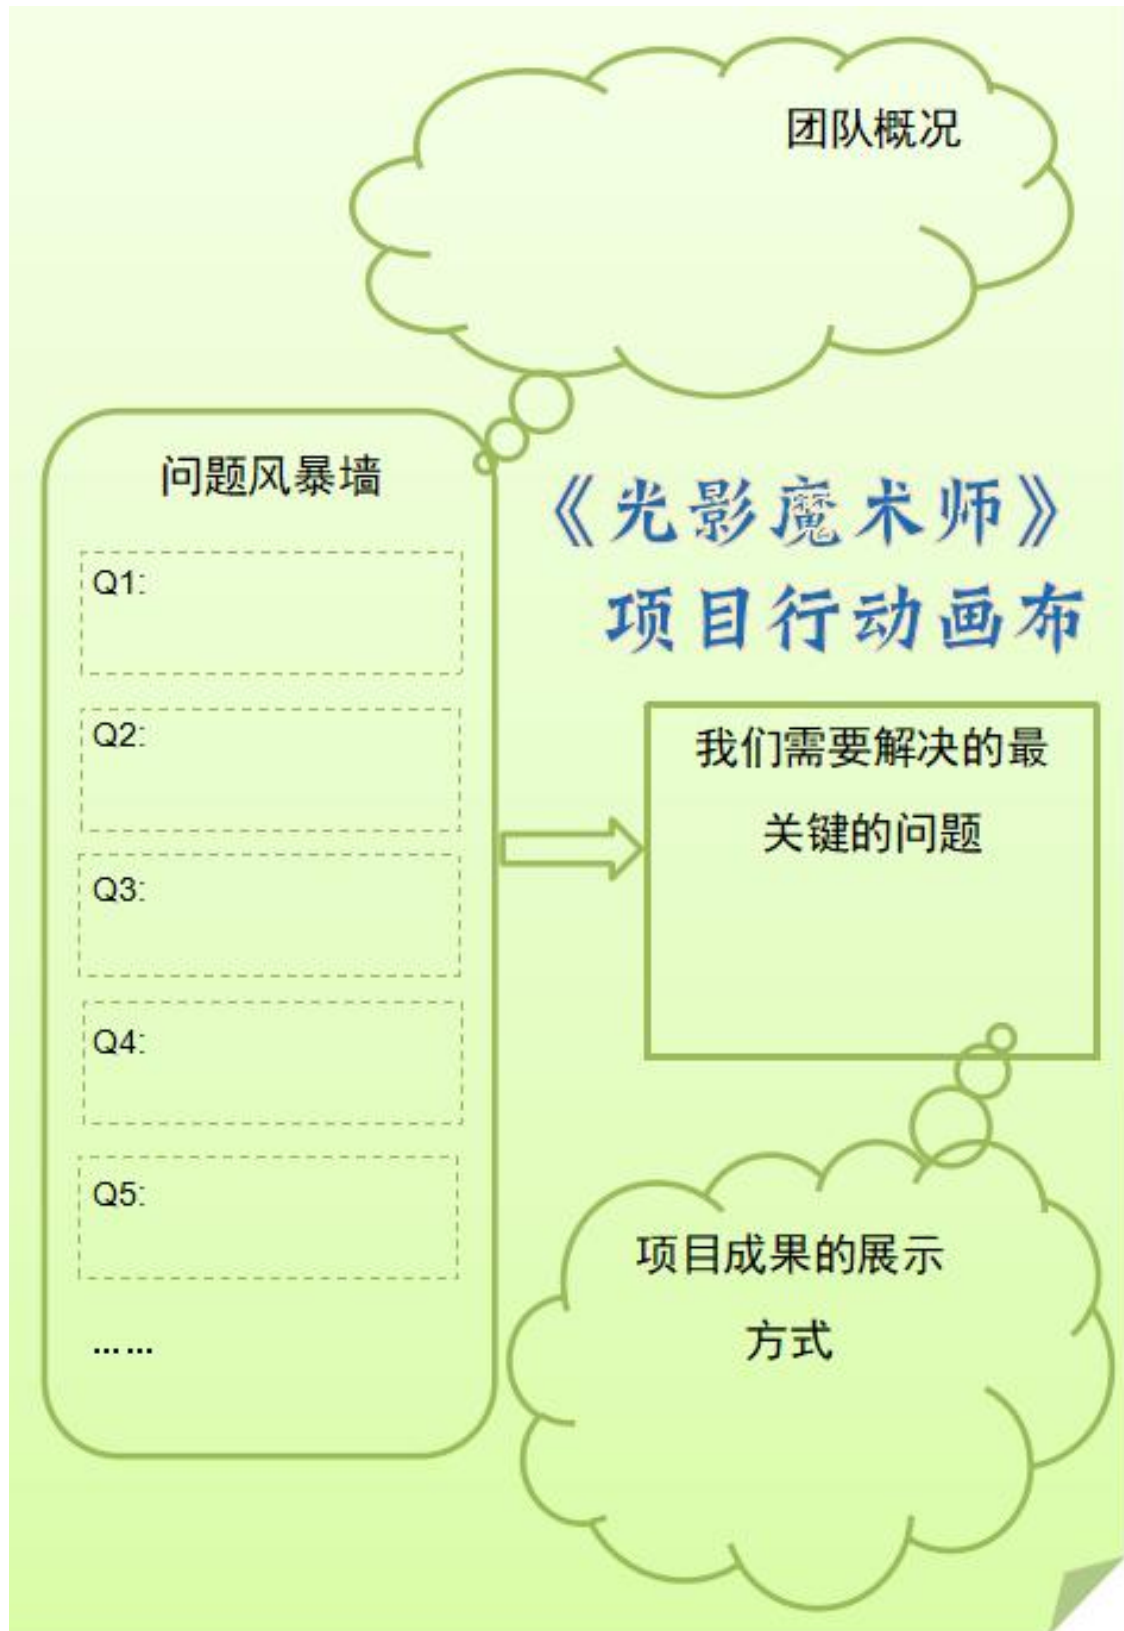 团队概况
问题风暴墙
《光影魔术师》
项目行动画布
Q1:
Q2:
Q3:
Q4:
Q5:
……
我们需要解决的最
关键的问题
项目成果的展示
方式